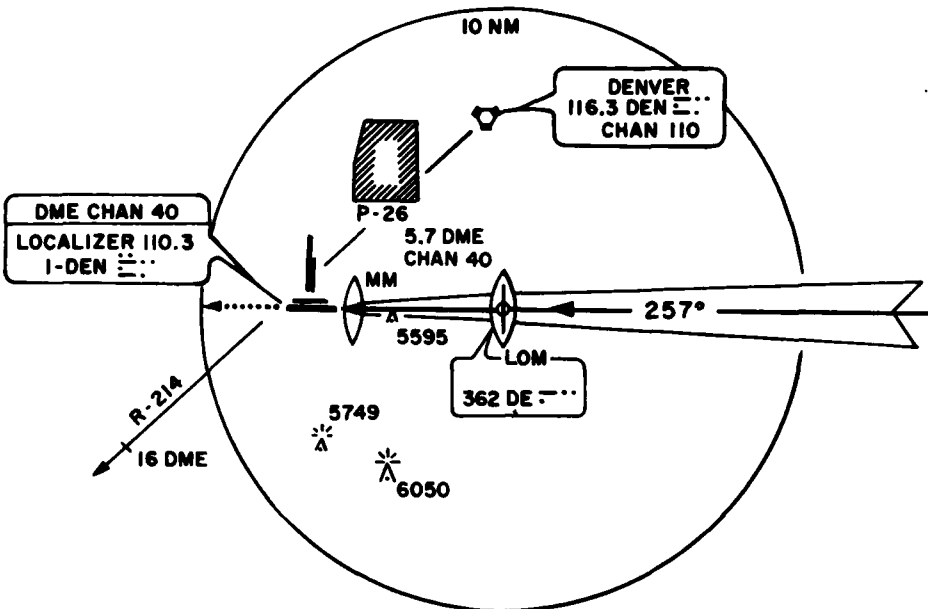 10 NM
DENVER
116.3 DEN
CHAN 110
P-26
DME CHAN 40
LOCALIZER 110.3
I-DEN
5.7 DME
CHAN 40
MM
257°
5595
LOM
362 DE
R-214
16 DME
5749
6050